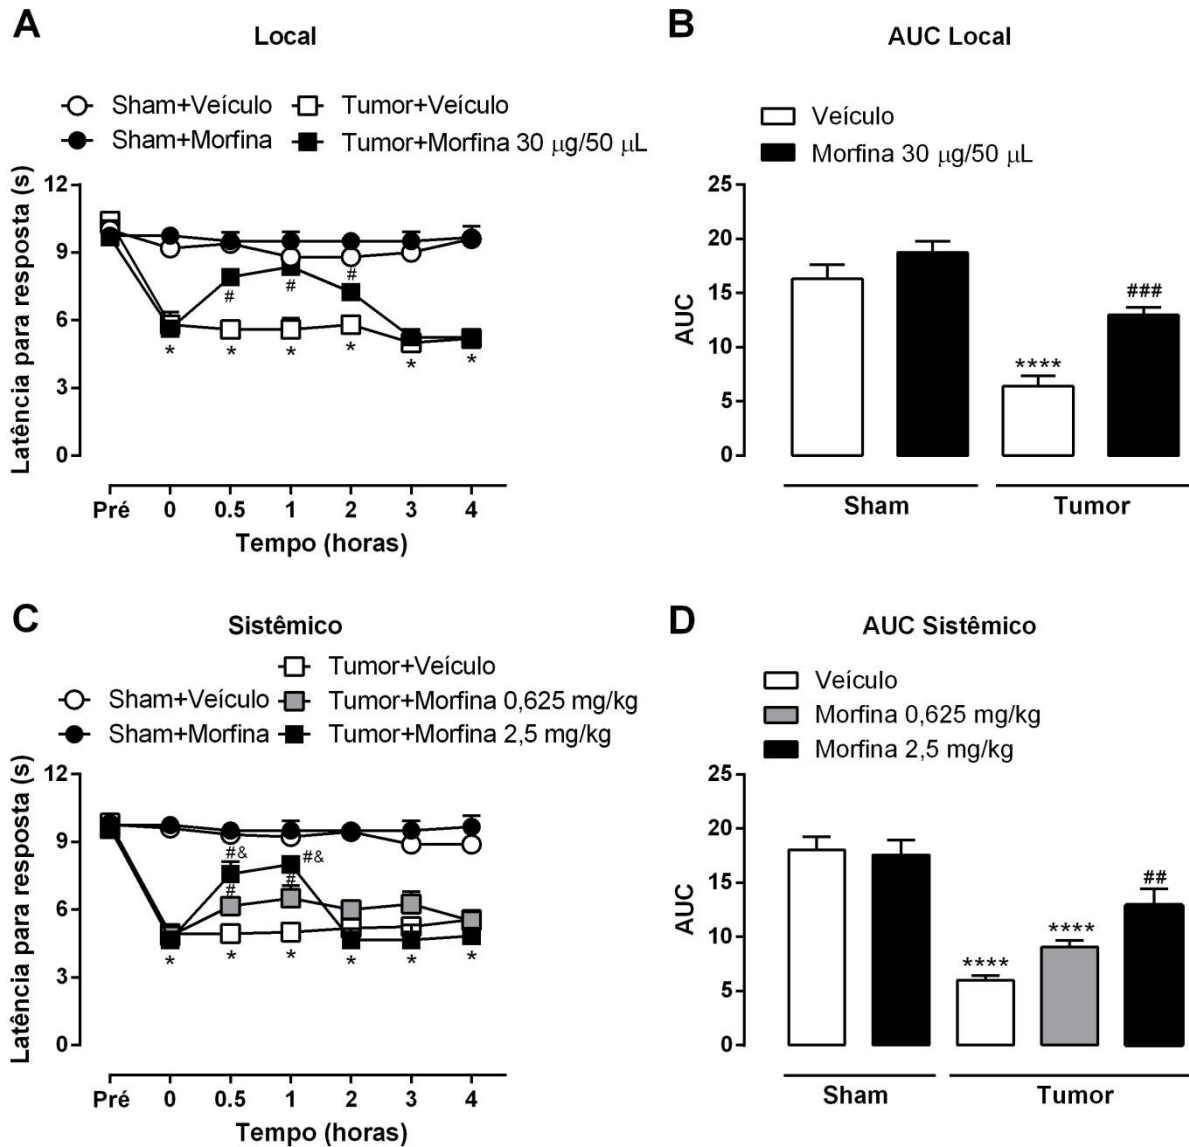 A
Local
Sham+Veículo
Tumor+Veículo
Sham+Morfina
Tumor+Morfina 30 μg/50 μL
Latência para resposta (s)
12
9
6
3
0
#
#
#
*
*
*
*
*
*
Pré
0
0.5
1
2
3
4
Tempo (horas)
B
AUC Local
Veículo
Morfina 30 μg/50 μL
AUC
25
20
15
10
5
0
****
###
Sham
Tumor
C
Sistêmico
Tumor+Veículo
Sham+Veículo
Tumor+Morfina 0,625 mg/kg
Sham+Morfina
Tumor+Morfina 2,5 mg/kg
Latência para resposta (s)
12
9
6
3
0
#&
#&
#
#
*
*
*
*
*
*
Pré
0
0.5
1
2
3
4
Tempo (horas)
D
AUC Sistêmico
Veículo
Morfina 0,625 mg/kg
Morfina 2,5 mg/kg
AUC
25
20
15
10
5
0
****
****
##
Sham
Tumor